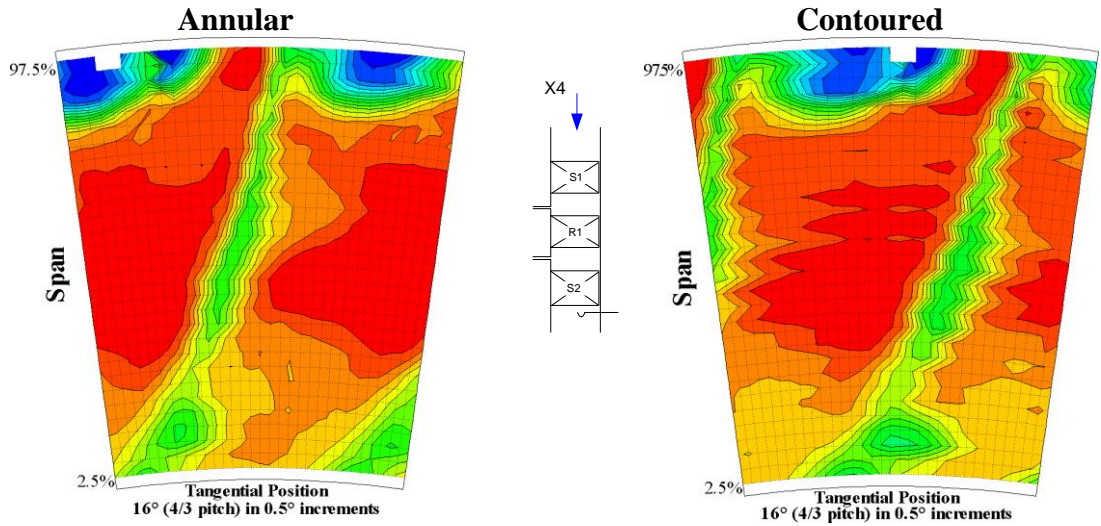 Annular
97.5%
Span
2.5%
Tangential Position
16° (4/3 pitch) in 0.5° increments
X4
S1
R1
S2
Contoured
975%
Span
2.5%
Tangential Position
16° (4/3 pitch) in 0.5° increments